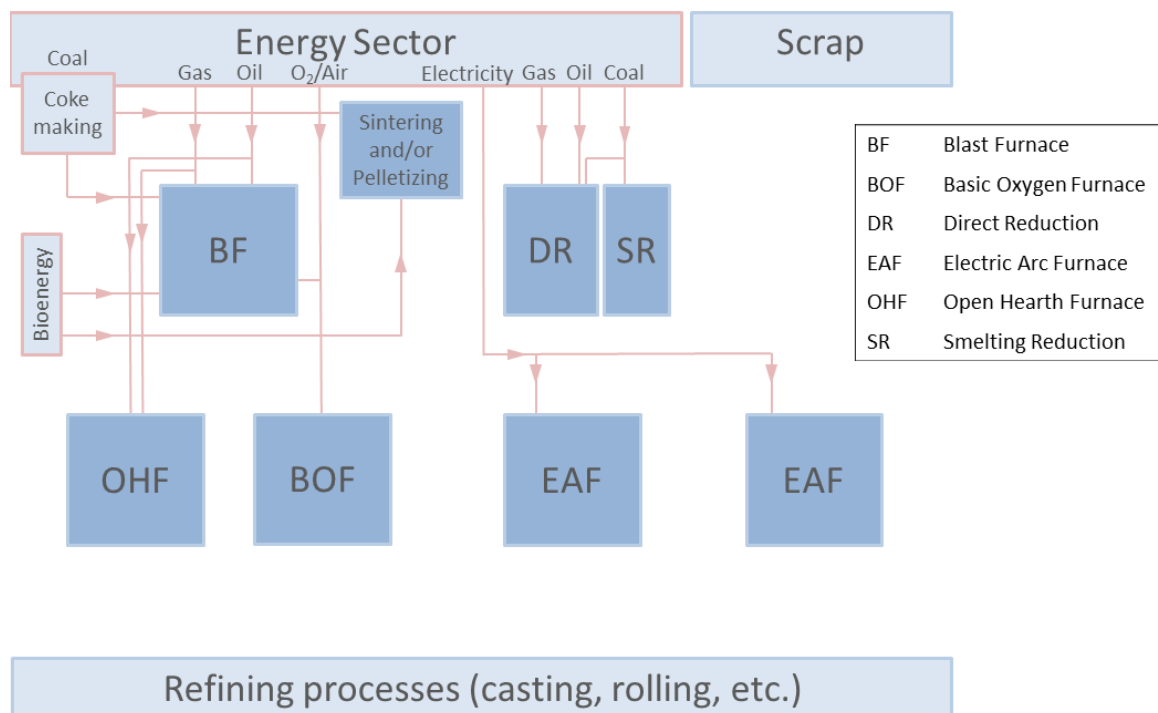 Energy Sector
Scrap
Coal
Gas
Oil
O₂/Air
Electricity
Gas
Oil
Coal
Coke
making
Sintering
and/or
Pelletizing
BF Blast Furnace
BOF Basic Oxygen Furnace
DR Direct Reduction
EAF Electric Arc Furnace
OHF Open Hearth Furnace
SR Smelting Reduction
BF
DR
SR
Bioenergy
OHF
BOF
EAF
EAF
Refining processes (casting, rolling, etc.)